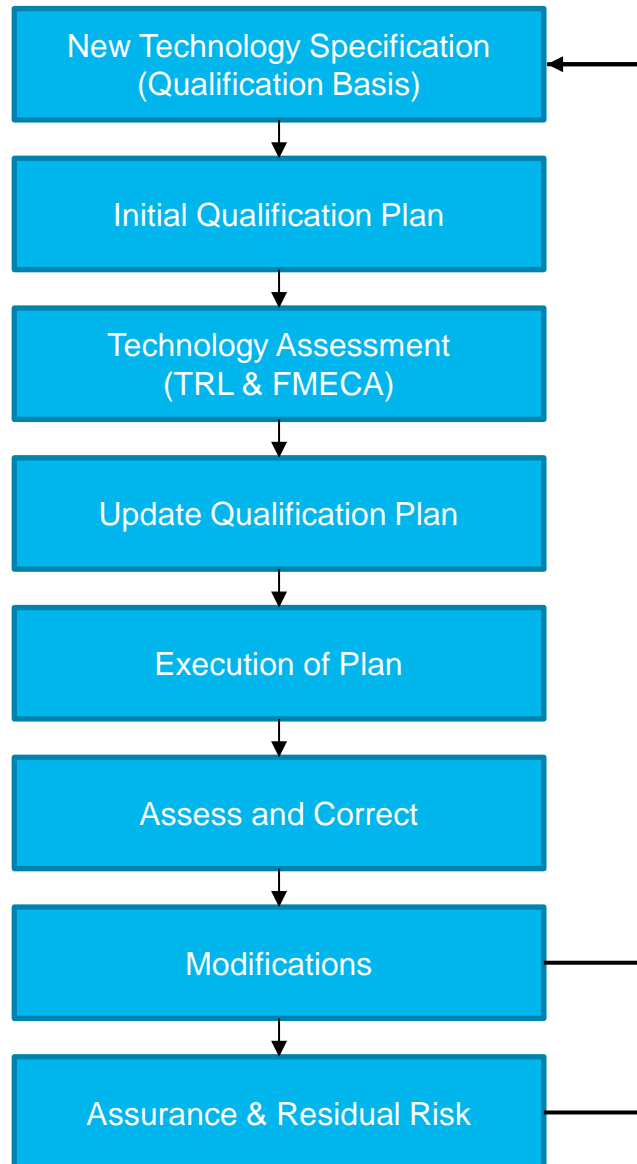 New Technology Specification
(Qualification Basis)
Initial Qualification Plan
Technology Assessment
(TRL & FMECA)
Update Qualification Plan
Execution of Plan
Assess and Correct
Modifications
Assurance & Residual Risk